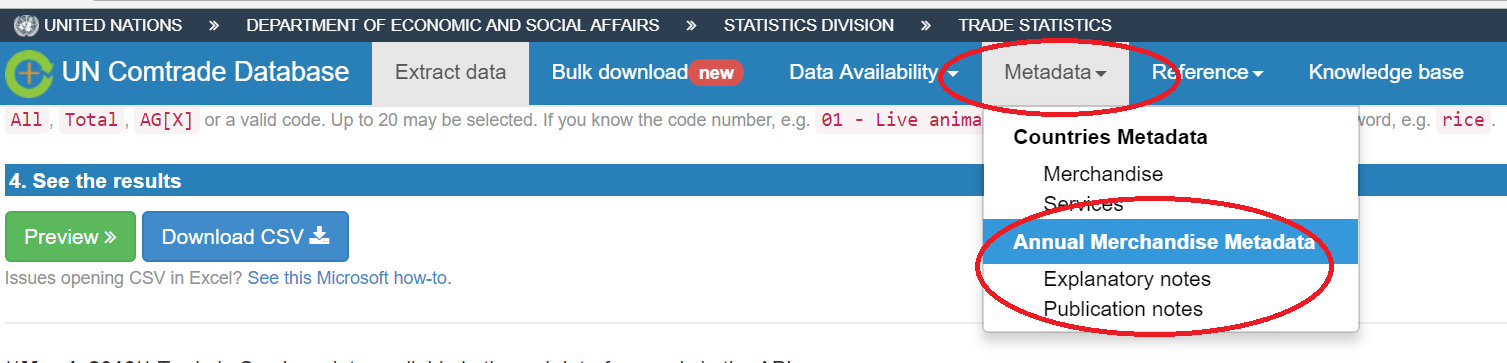 UNITED NATIONS » DEPARTMENT OF ECONOMIC AND SOCIAL AFFAIRS » STATISTICS DIVISION » TRADE STATISTICS
UN Comtrade Database Extract data Bulk download new Data Availability Metadata Reference Knowledge base
All , Total , AG[X] or a valid code. Up to 20 may be selected. If you know the code number, e.g. 01 - Live anima word, e.g. rice .
Countries Metadata
Merchandise
4. See the results
Services
Preview » Download CSV
Annual Merchandise Metadata
Issues opening CSV in Excel? See this Microsoft how-to.
Explanatory notes
Publication notes